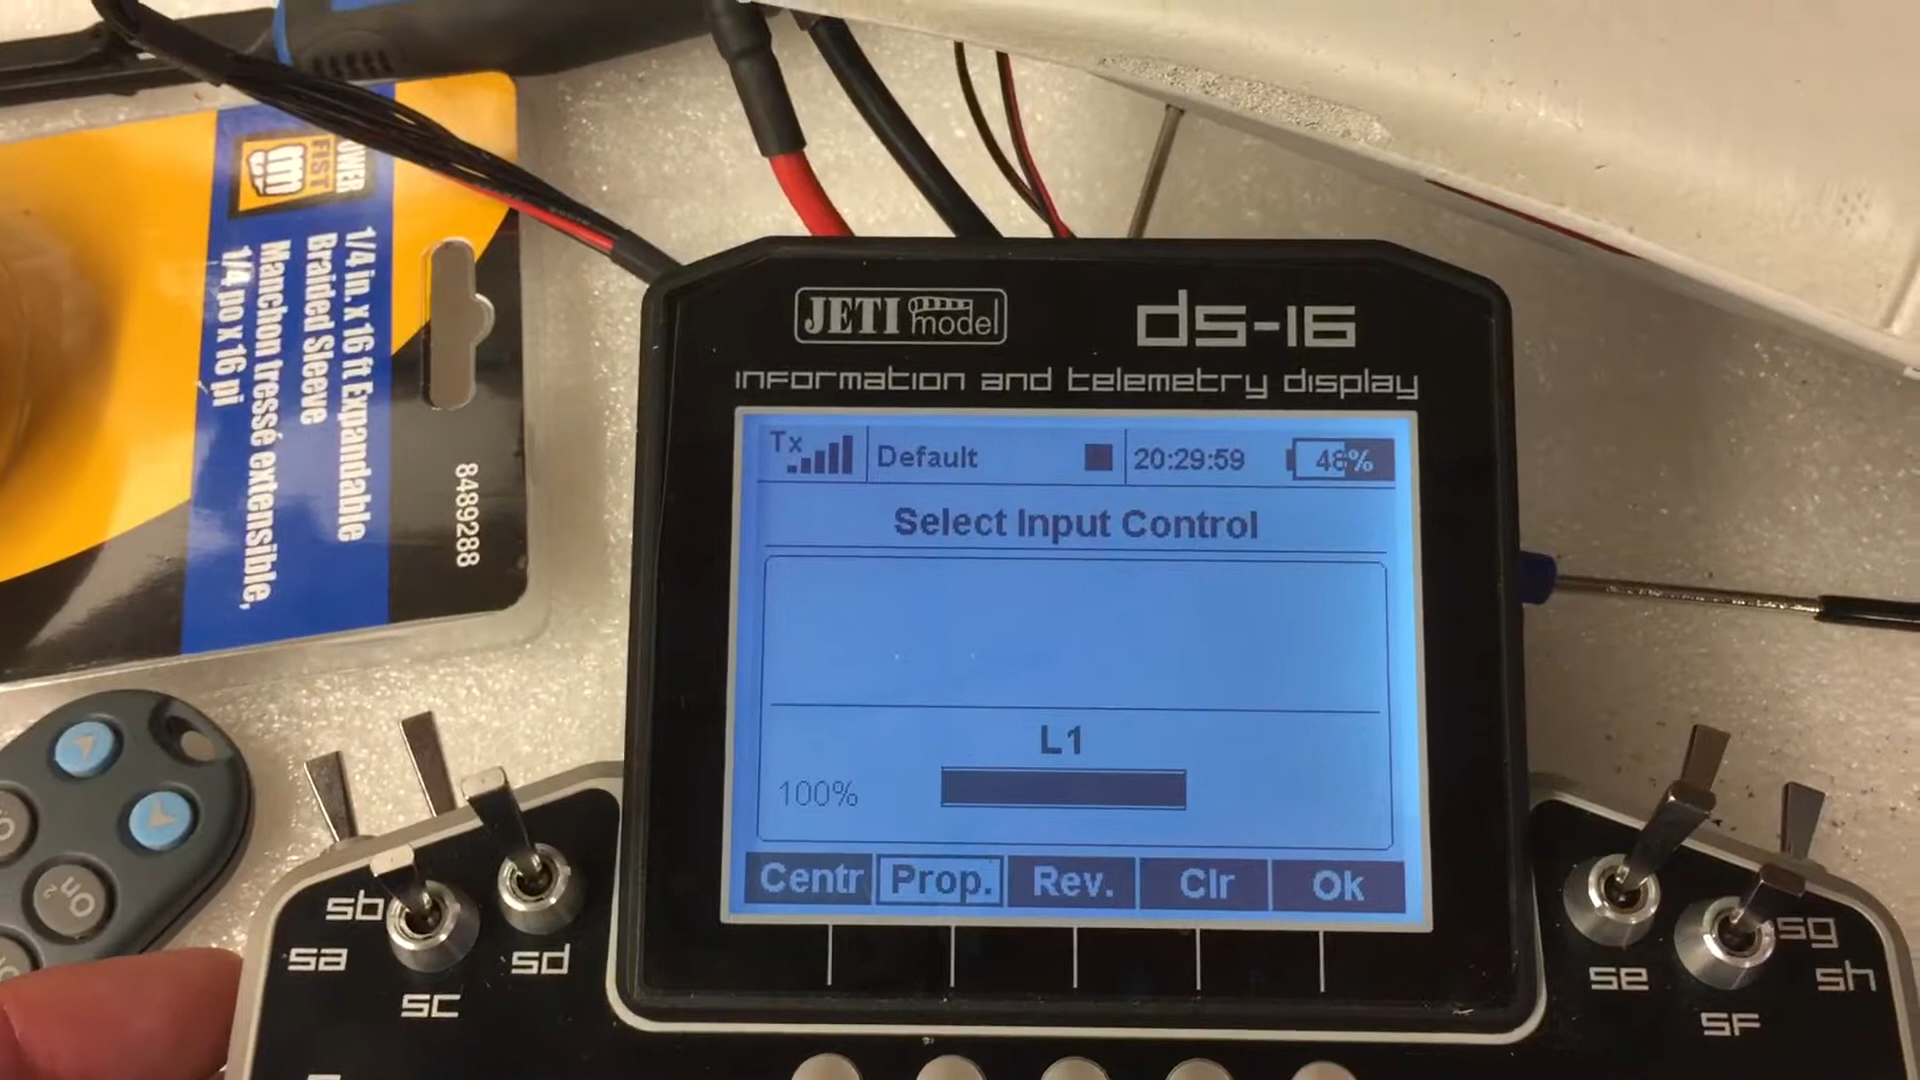 POWER
FIST
1/4 in. x 16 ft Expandable
Braided Sleeve
Manchon tressé extensible,
1/4 po x 16 pi
8489288
JETI model
ds-16
information and telemetry display
Tx
Default
20:29:59
48%
Select Input Control
L1
100%
Centr
Prop.
Rev.
Clr
Ok
sb
sa
sc
sd
se
sf
sg
sh